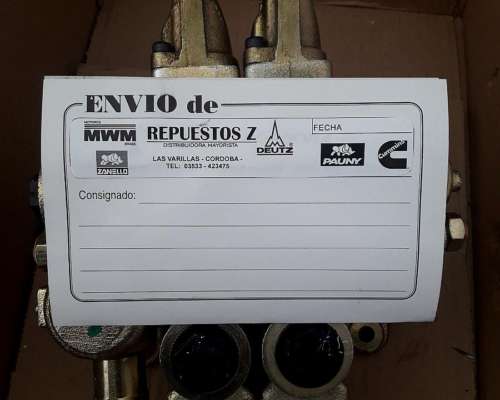 ENVIO de
MOTORES
MWM
REPUESTOS Z
DISTRIBUIDORA MAYORISTA
DEUTZ
FECHA
ZANELLO
LAS VARILLAS - CORDOBA -
TEL: 03533 - 423475
PAUNY
Cummins
Consignado: